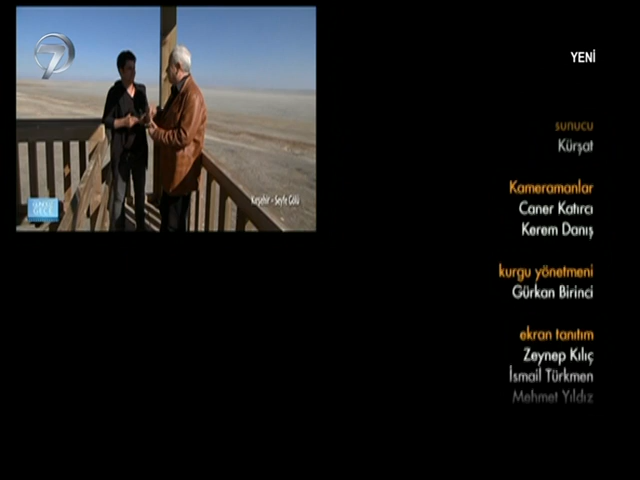 7
YENİ
sunucu
Kürşat
Kameramanlar
Caner Katırcı
Kerem Danış
kurgu yönetmeni
Gürkan Birinci
ekran tanıtım
Zeynep Kılıç
İsmail Türkmen
Mehmet Yıldız
Kırşehir - Seyfe Gölü